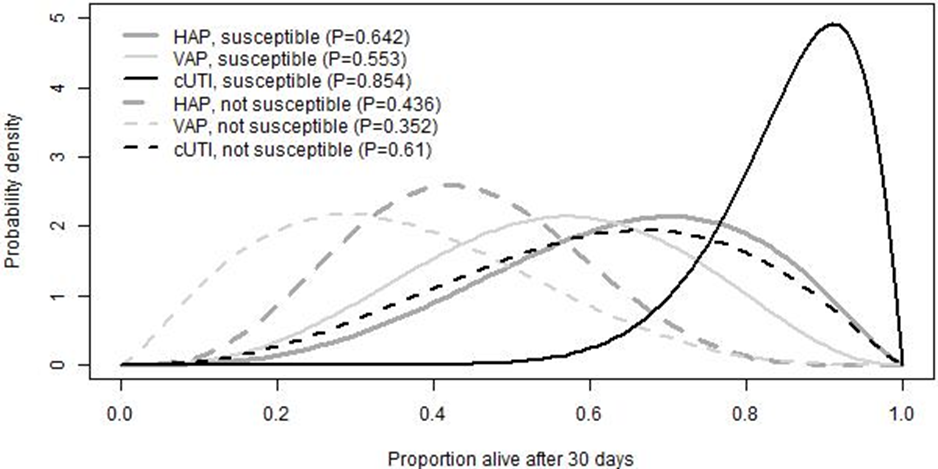 5
4
3
2
1
0
Probability density
HAP, susceptible (P=0.642)
VAP, susceptible (P=0.553)
cUTI, susceptible (P=0.854)
HAP, not susceptible (P=0.436)
VAP, not susceptible (P=0.352)
cUTI, not susceptible (P=0.61)
0.0 0.2 0.4 0.6 0.8 1.0
Proportion alive after 30 days